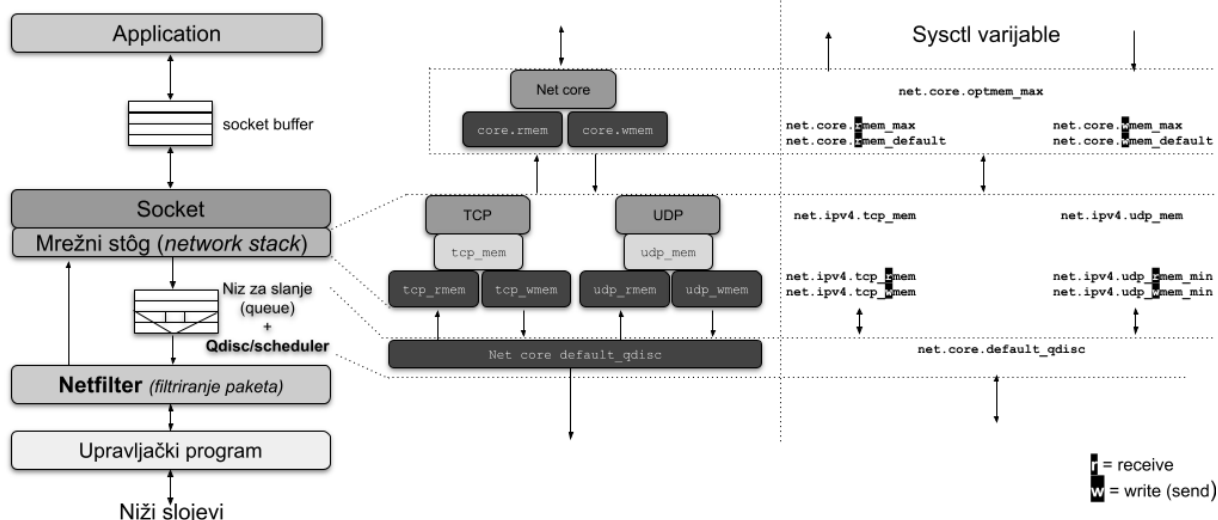 Application
socket buffer
Socket
Mrežni stôg (network stack)
Niz za slanje
(queue)
+
Qdisc/scheduler
Netfilter (filtriranje paketa)
Upravljački program
Niži slojevi
Net core
core.rmem
core.wmem
TCP
UDP
tcp_mem
udp_mem
tcp_rmem
tcp_wmem
udp_rmem
udp_wmem
Net core default_qdisc
Sysctl varijable
net.core.optmem_max
net.core.rmem_max
net.core.rmem_default
net.core.wmem_max
net.core.wmem_default
net.ipv4.tcp_mem
net.ipv4.udp_mem
net.ipv4.tcp_rmem
net.ipv4.tcp_wmem
net.ipv4.udp_rmem_min
net.ipv4.udp_wmem_min
net.core.default_qdisc
r = receive
w = write (send)